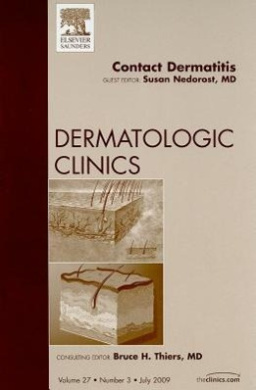 ELSEVIER
SAUNDERS
Contact Dermatitis
GUEST EDITOR Susan Nedorost, MD
DERMATOLOGIC
CLINICS
CONSULTING EDITOR Bruce H. Thiers, MD
Volume 27 • Number 3 • July 2009
theclinics.com